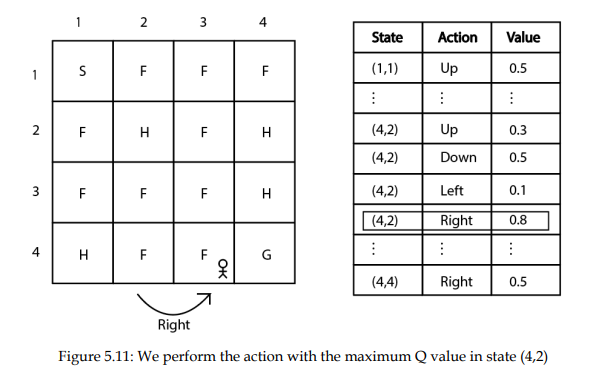 1 2 3 4
1 S F F F
2 F H F H
3 F F F H
4 H F F G
Right
State Action Value
(1,1) Up 0.5
⋮ ⋮ ⋮
(4,2) Up 0.3
(4,2) Down 0.5
(4,2) Left 0.1
(4,2) Right 0.8
⋮ ⋮ ⋮
(4,4) Right 0.5
Figure 5.11: We perform the action with the maximum Q value in state (4,2)